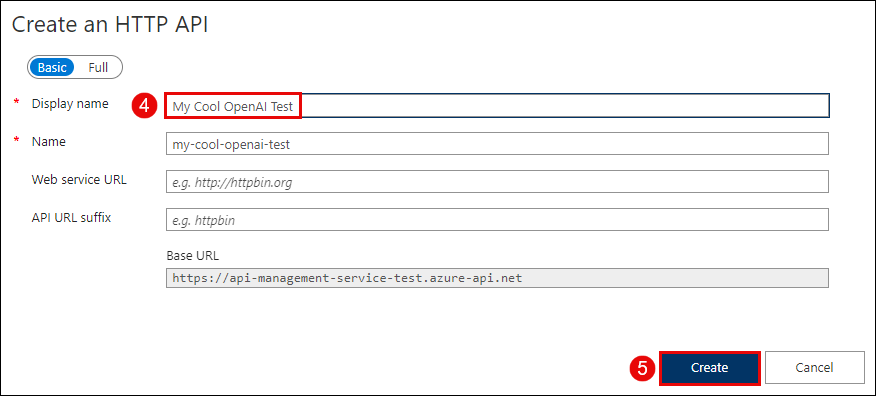 Create an HTTP API
Basic Full
* Display name 4 My Cool OpenAI Test
* Name my-cool-openai-test
Web service URL e.g. http://httpbin.org
API URL suffix e.g. httpbin
Base URL
https://api-management-service-test.azure-api.net
5 Create Cancel